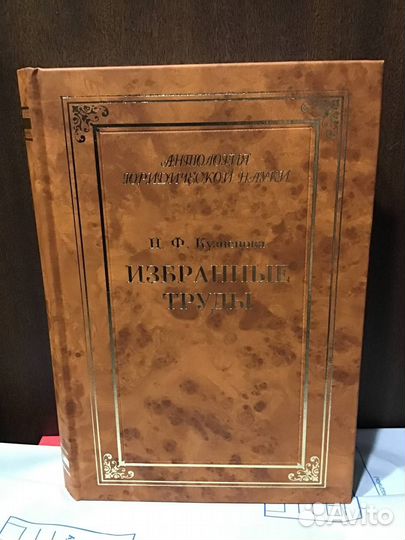 АНТОЛОГИЯ
ЮРИДИЧЕСКОЙ НАУКИ
Н. Ф. Кузнецова
ИЗБРАННЫЕ
ТРУДЫ
Avito